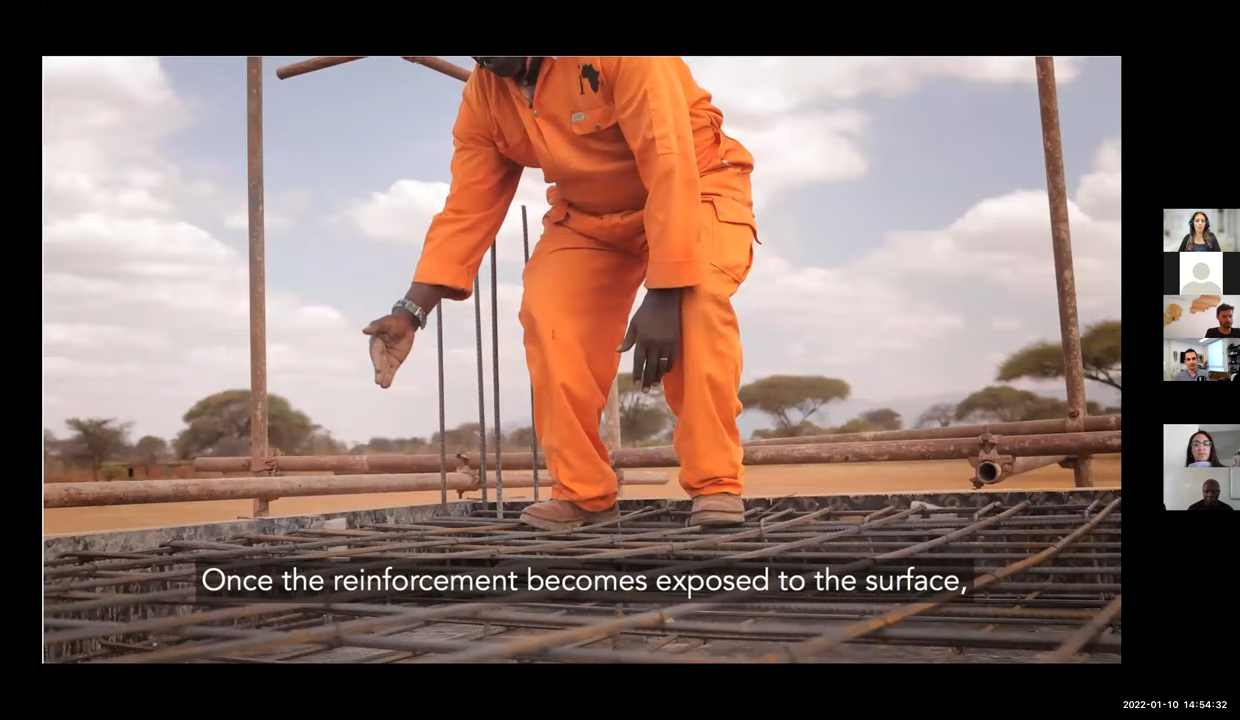 Once the reinforcement becomes exposed to the surface,
2022-01-10 14:54:32